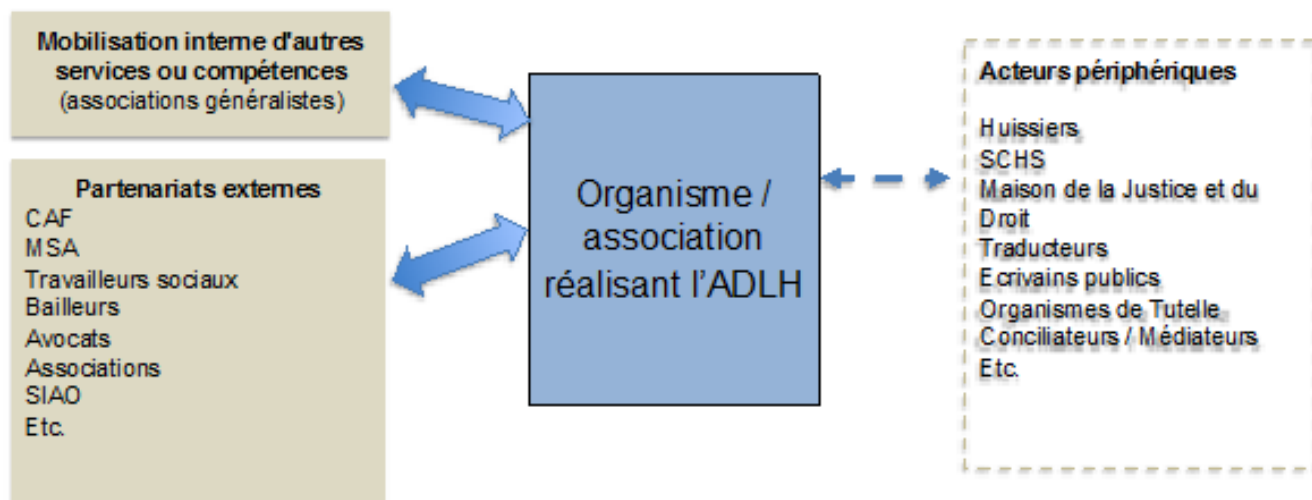 Mobilisation interne d'autres
services ou compétences
(associations généralistes)
Partenariats externes
CAF
MSA
Travailleurs sociaux
Bailleurs
Avocats
Associations
SIAO
Etc.
Organisme /
association
réalisant l'ADLH
Acteurs périphériques
Huissiers
SCHS
Maison de la Justice et du
Droit
Traducteurs
Ecrivains publics
Organismes de Tutelle
Conciliateurs / Médiateurs
Etc.